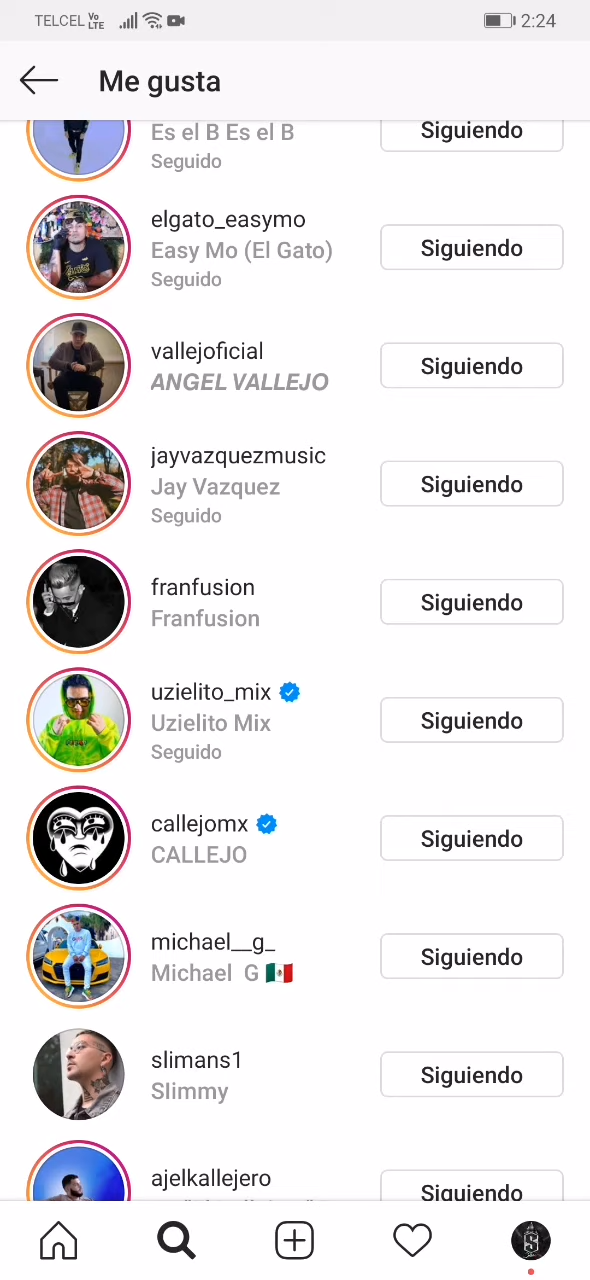 TELCEL Vo LTE 2:24
Me gusta
Es el B Es el B
Siguiendo
Seguido
elgato_easymo
Easy Mo (El Gato)
Siguiendo
Seguido
vallejoficial
ANGEL VALLEJO
Siguiendo
jayvazquezmusic
Jay Vazquez
Siguiendo
Seguido
franfusion
Franfusion
Siguiendo
uzielito_mix
Uzielito Mix
Siguiendo
Seguido
callejomx
CALLEJO
Siguiendo
michael__g_
Michael G
Siguiendo
slimans1
Slimmy
Siguiendo
ajelkallejero
Siguiendo